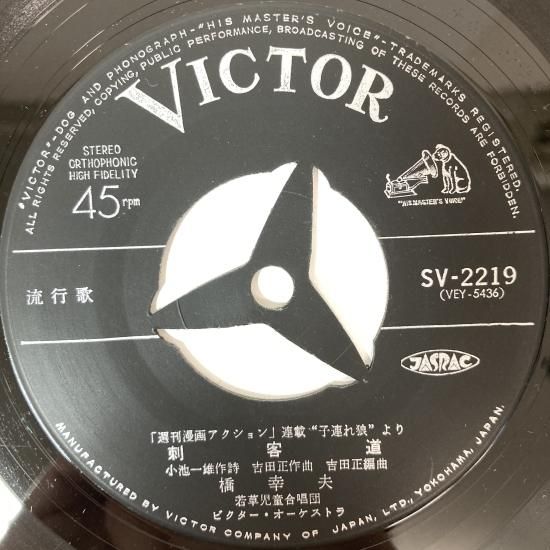 "VICTOR"-DOG AND PHONOGRAPH-"HIS MASTER'S VOICE"-TRADEMARKS REGISTERED.
ALL RIGHTS RESERVED, COPYING, PUBLIC PERFORMANCE, BROADCASTING OF THESE RECORDS ARE FORBIDDEN.
VICTOR
STEREO
ORTHOPHONIC
HIGH FIDELITY
45rpm
"HIS MASTER'S VOICE"
流行歌
SV-2219
(VEY-5436)
JASRAC
「週刊漫画アクション」連載“子連れ狼”より
刺客道
小池一雄作詩 吉田正作曲 吉田正編曲
橋幸夫
若草児童合唱団
ビクター・オーケストラ
MANUFACTURED BY VICTOR COMPANY OF JAPAN, LTD., YOKOHAMA, JAPAN.